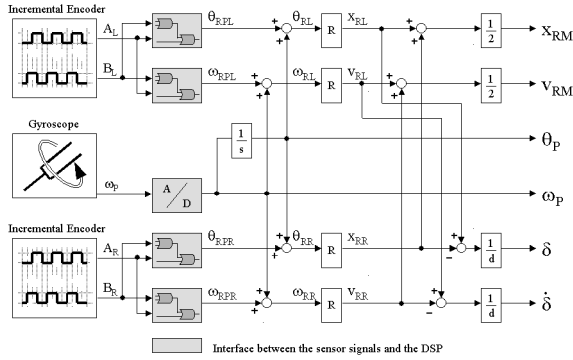 Incremental Encoder
A_L θ_RPL + + θ_RL R x_RL + + 1/2 x_RM
B_L ω_RPL + + ω_RL R v_RL + + 1/2 v_RM
Gyroscope
1/s θ_P
ω_P A/D ω_P
Incremental Encoder
A_R θ_RPR + + θ_RR R x_RR + − 1/d δ
B_R ω_RPR + + ω_RR R v_RR + − 1/d δ̇
Interface between the sensor signals and the DSP